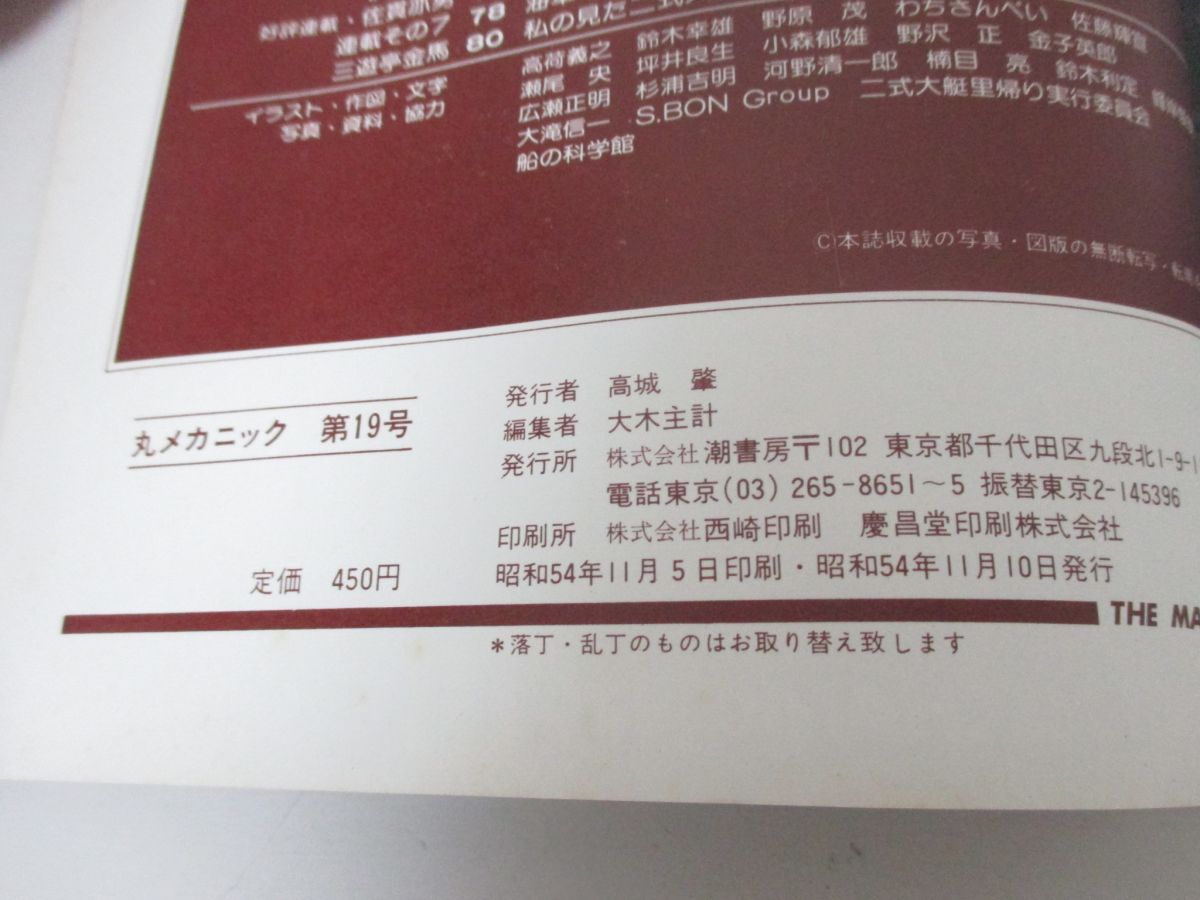 好評連載・佐貫亦男
連載その7 78
三遊亭金馬 80 私の見た二式
イラスト・作図・文字
写真・資料・協力
高荷義之 鈴木幸雄 野原 茂 わちさんぺい 佐藤輝宣
瀬尾 央 坪井良生 小森郁雄 野沢 正 金子英郎
広瀬正明 杉浦吉明 河野清一郎 楠目 亮 鈴木利定
大滝信一 S.BON Group 二式大艇里帰り実行委員会
船の科学館
©本誌収載の写真・図版の無断転写・転
丸メカニック 第19号
定価 450円
発行者 高城 肇
編集者 大木主計
発行所 株式会社潮書房〒102 東京都千代田区九段北1-9-1
電話東京(03) 265-8651～5 振替東京2-145396
印刷所 株式会社西崎印刷 慶昌堂印刷株式会社
昭和54年11月5日印刷・昭和54年11月10日発行
THE MA
*落丁・乱丁のものはお取り替え致します